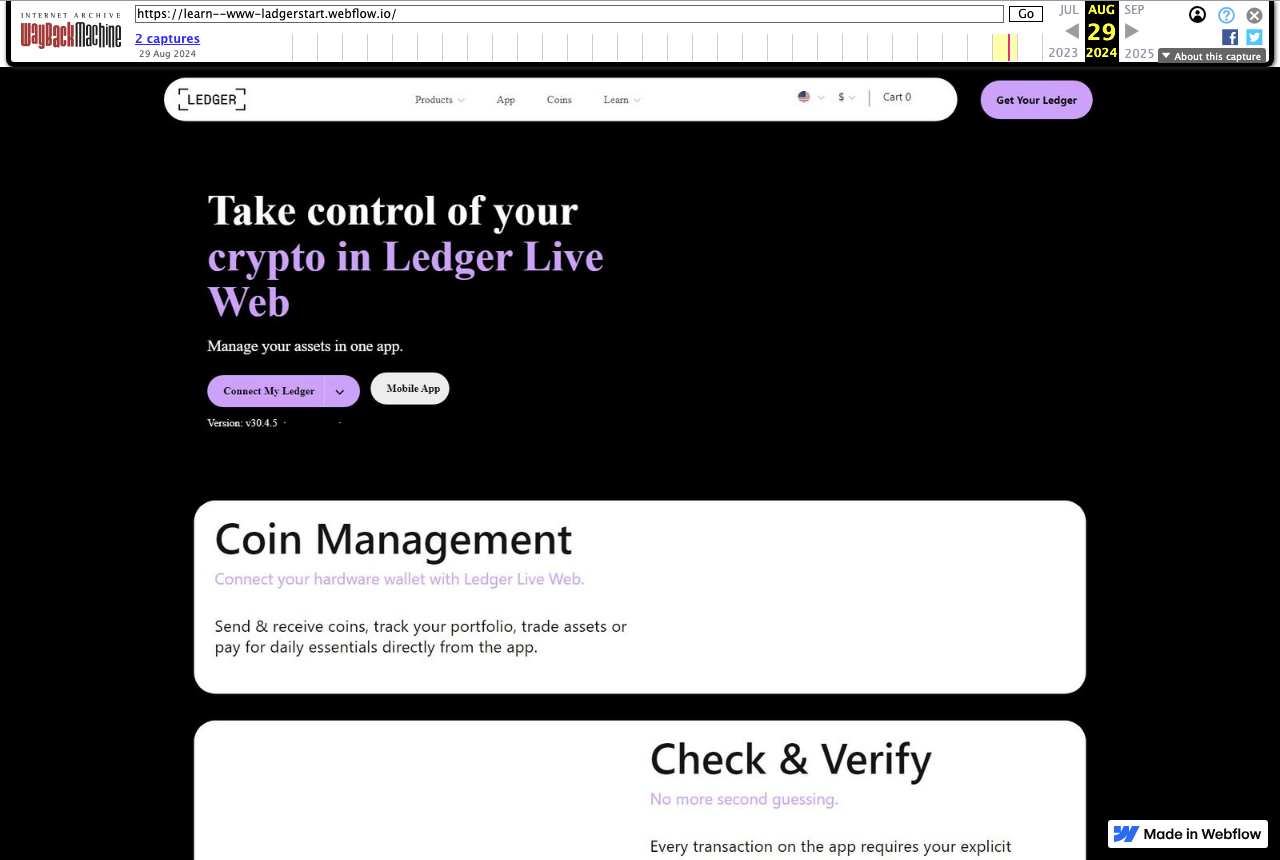 INTERNET ARCHIVE
WayBackMachine
https://learn--www-ladgerstart.webflow.io/
Go
2 captures
29 Aug 2024
JUL
AUG
SEP
29
2023
2024
2025
About this capture
LEDGER
Products
App
Coins
Learn
$
Cart 0
Get Your Ledger
Take control of your
crypto in Ledger Live
Web
Manage your assets in one app.
Connect My Ledger
Mobile App
Version: v30.4.5 · ·
Coin Management
Connect your hardware wallet with Ledger Live Web.
Send & receive coins, track your portfolio, trade assets or
pay for daily essentials directly from the app.
Check & Verify
No more second guessing.
Every transaction on the app requires your explicit
Made in Webflow